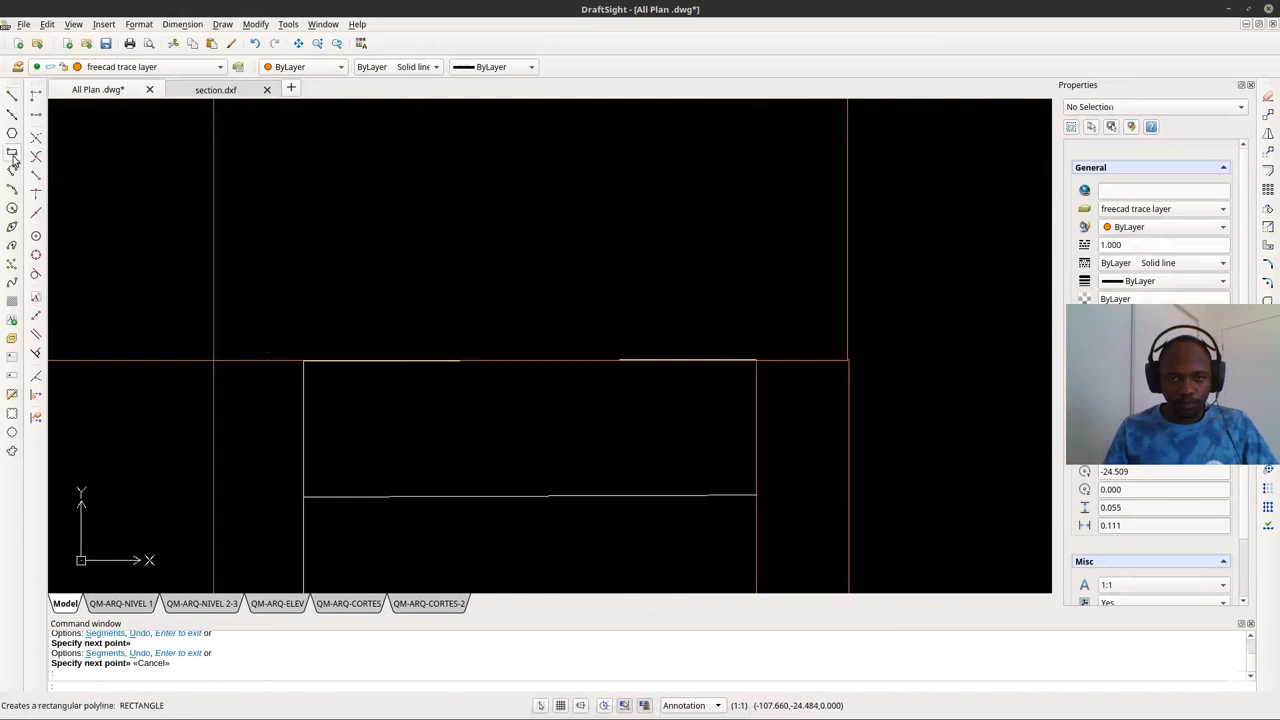 DraftSight - [All Plan .dwg*]
File Edit View Insert Format Dimension Draw Modify Tools Window Help
freecad trace layer ByLayer ByLayer Solid line ByLayer
All Plan .dwg* section.dxf
Properties
No Selection
General
freecad trace layer
ByLayer
1.000
ByLayer Solid line
ByLayer
ByLayer
-24.509
0.000
0.055
0.111
Misc
1:1
Yes
Y
X
Model QM-ARQ-NIVEL 1 QM-ARQ-NIVEL 2-3 QM-ARQ-ELEV QM-ARQ-CORTES QM-ARQ-CORTES-2
Command window
Options: Segments, Undo, Enter to exit or
Specify next point»
Options: Segments, Undo, Enter to exit or
Specify next point» «Cancel»
:
:
Creates a rectangular polyline: RECTANGLE
Annotation (1:1) (-107.660,-24.484,0.000)